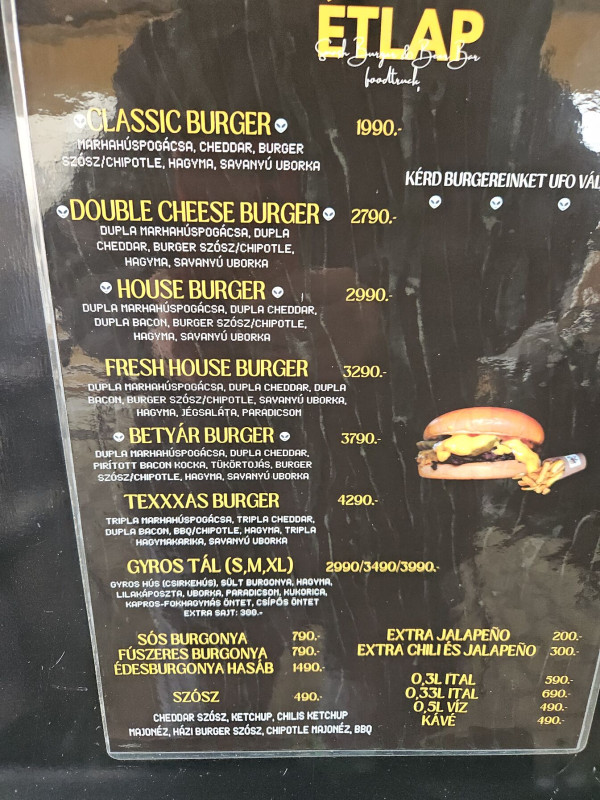 ÉTLAP
Fresh Burger & Beer Bar
foodtruck
CLASSIC BURGER 1990.-
MARHAHÚSPOGÁCSA, CHEDDAR, BURGER
SZÓSZ/CHIPOTLE, HAGYMA, SAVANYÚ UBORKA
KÉRD BURGEREINKET UFO VÁL
DOUBLE CHEESE BURGER 2790.-
DUPLA MARHAHÚSPOGÁCSA, DUPLA
CHEDDAR, BURGER SZÓSZ/CHIPOTLE,
HAGYMA, SAVANYÚ UBORKA
HOUSE BURGER 2990.-
DUPLA MARHAHÚSPOGÁCSA, DUPLA CHEDDAR,
DUPLA BACON, BURGER SZÓSZ/CHIPOTLE,
HAGYMA, SAVANYÚ UBORKA
FRESH HOUSE BURGER 3290.-
DUPLA MARHAHÚSPOGÁCSA, DUPLA CHEDDAR, DUPLA
BACON, BURGER SZÓSZ/CHIPOTLE, SAVANYÚ UBORKA,
HAGYMA, JÉGSALÁTA, PARADICSOM
BETYÁR BURGER 3790.-
DUPLA MARHAHÚSPOGÁCSA, DUPLA CHEDDAR,
PIRÍTOTT BACON KOCKA, TÜKÖRTOJÁS, BURGER
SZÓSZ/CHIPOTLE, HAGYMA, SAVANYÚ UBORKA
TEXXXAS BURGER 4290.-
TRIPLA MARHAHÚSPOGÁCSA, TRIPLA CHEDDAR,
DUPLA BACON, BBQ/CHIPOTLE, HAGYMA, TRIPLA
HAGYMAKARIKA, SAVANYÚ UBORKA
GYROS TÁL (S,M,XL) 2990/3490/3990.-
GYROS HÚS (CSIRKEHÚS), SÜLT BURGONYA, HAGYMA,
LILAKÁPOSZTA, UBORKA, PARADICSOM, KUKORICA,
KAPROS-FOKHAGYMÁS ÖNTET, CSÍPŐS ÖNTET
EXTRA SAJT: 300.-
SÓS BURGONYA 790.-
FŰSZERES BURGONYA 790.-
ÉDESBURGONYA HASÁB 1490.-
SZÓSZ 490.-
CHEDDAR SZÓSZ, KETCHUP, CHILIS KETCHUP
MAJONÉZ, HÁZI BURGER SZÓSZ, CHIPOTLE MAJONÉZ, BBQ
EXTRA JALAPEÑO 200.-
EXTRA CHILI ÉS JALAPEÑO 300.-
0,3L ITAL 590.-
0,33L ITAL 690.-
0,5L VÍZ 490.-
KÁVÉ 490.-